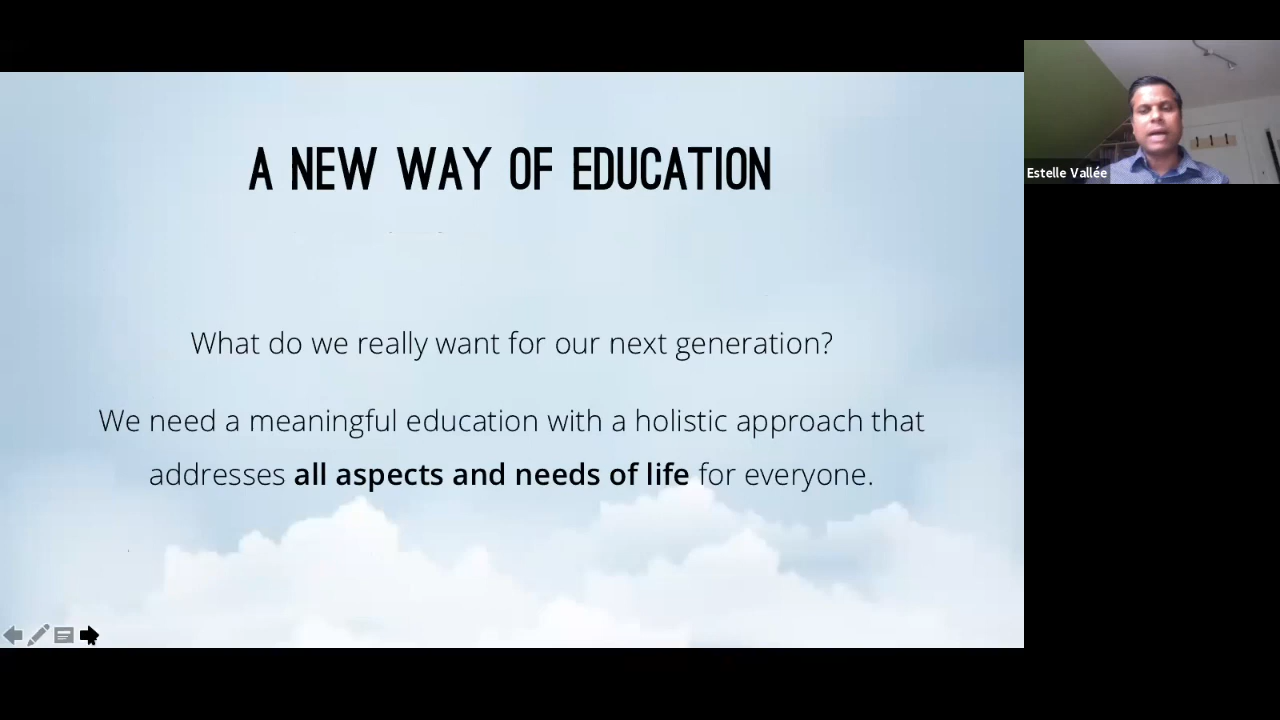 A NEW WAY OF EDUCATION
What do we really want for our next generation?
We need a meaningful education with a holistic approach that
addresses all aspects and needs of life for everyone.
Estelle Vallée